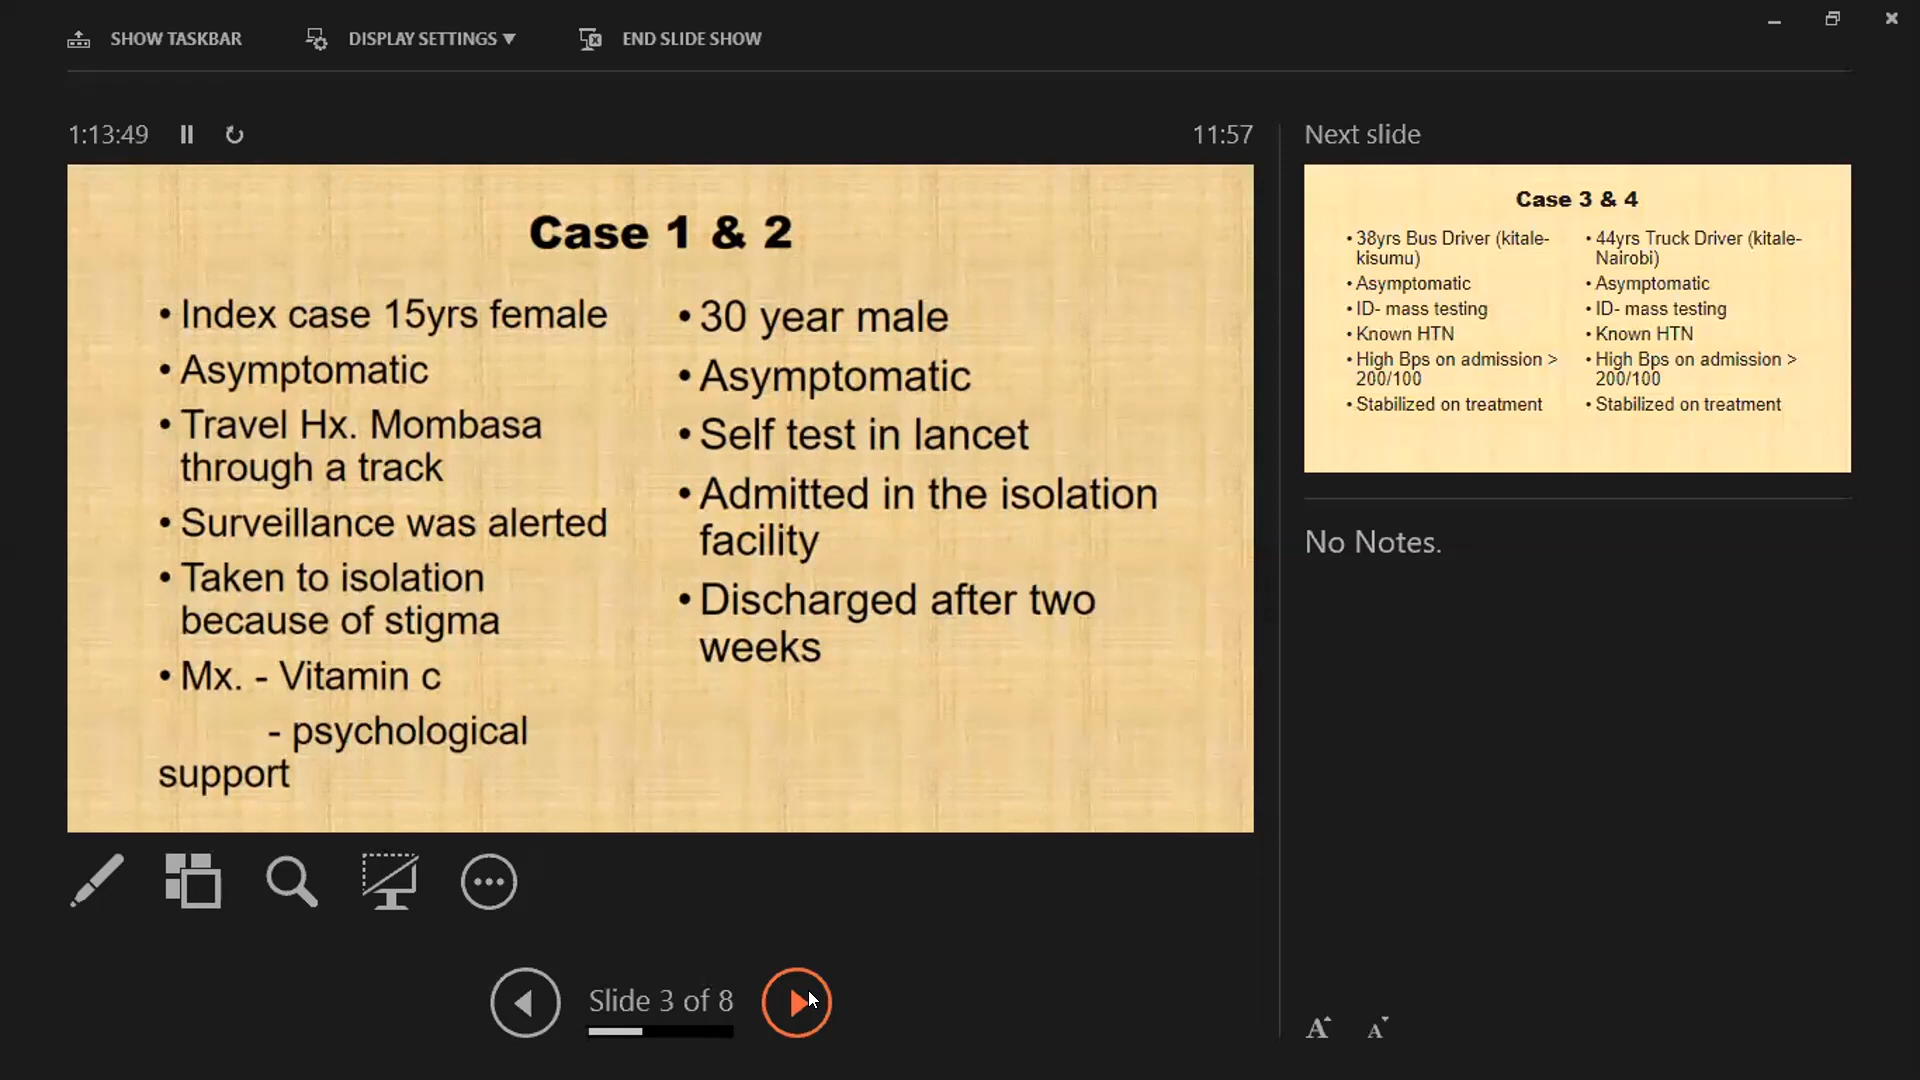 SHOW TASKBAR
DISPLAY SETTINGS
END SLIDE SHOW
1:13:49
11:57
Case 1 & 2
• Index case 15yrs female
• Asymptomatic
• Travel Hx. Mombasa
through a track
• Surveillance was alerted
• Taken to isolation
because of stigma
• Mx. - Vitamin c
- psychological
support
• 30 year male
• Asymptomatic
• Self test in lancet
• Admitted in the isolation
facility
• Discharged after two
weeks
Next slide
Case 3 & 4
• 38yrs Bus Driver (kitale-
kisumu)
• Asymptomatic
• ID- mass testing
• Known HTN
• High Bps on admission >
200/100
• Stabilized on treatment
• 44yrs Truck Driver (kitale-
Nairobi)
• Asymptomatic
• ID- mass testing
• Known HTN
• High Bps on admission >
200/100
• Stabilized on treatment
No Notes.
Slide 3 of 8
A A